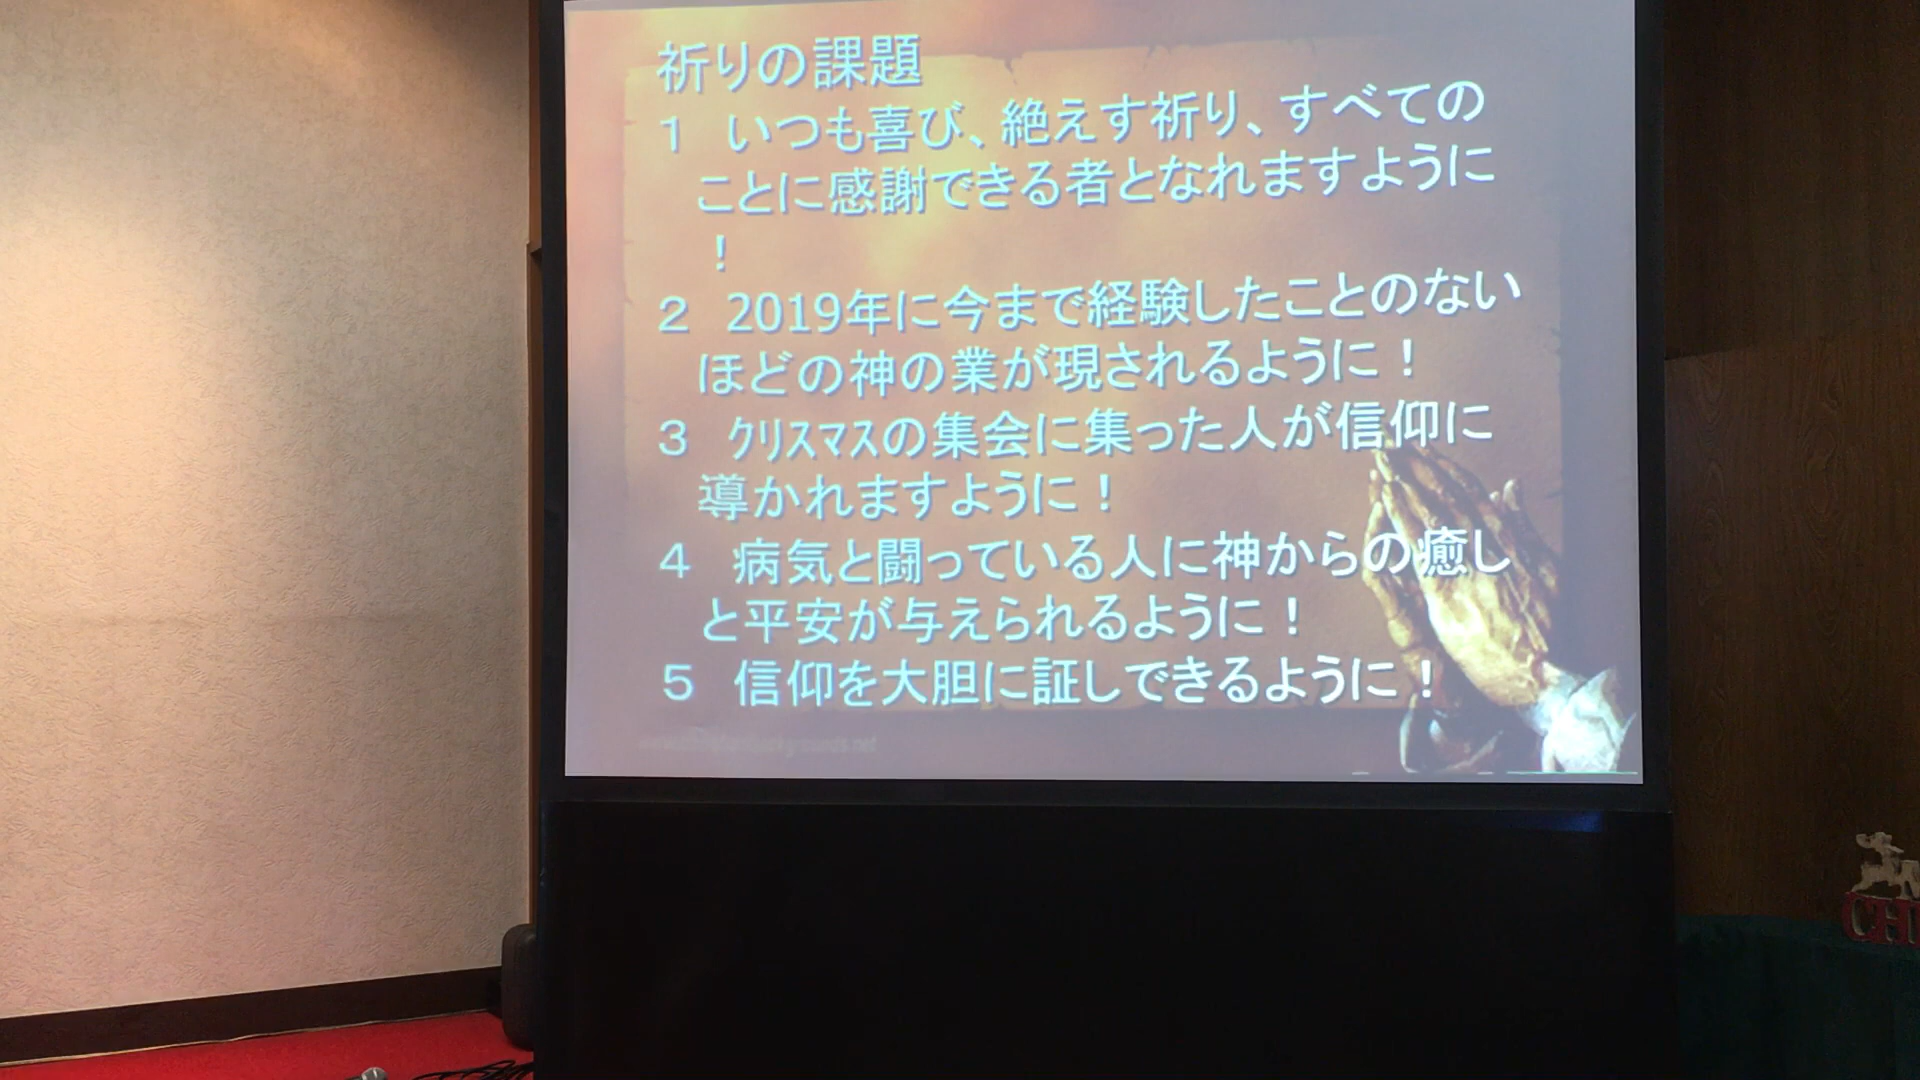 祈りの課題
１　いつも喜び、絶えす祈り、すべての
ことに感謝できる者となれますように
！
２　2019年に今まで経験したことのない
ほどの神の業が現されるように！
３　ｸﾘｽﾏｽの集会に集った人が信仰に
導かれますように！
４　病気と闘っている人に神からの癒し
と平安が与えられるように！
５　信仰を大胆に証しできるように！